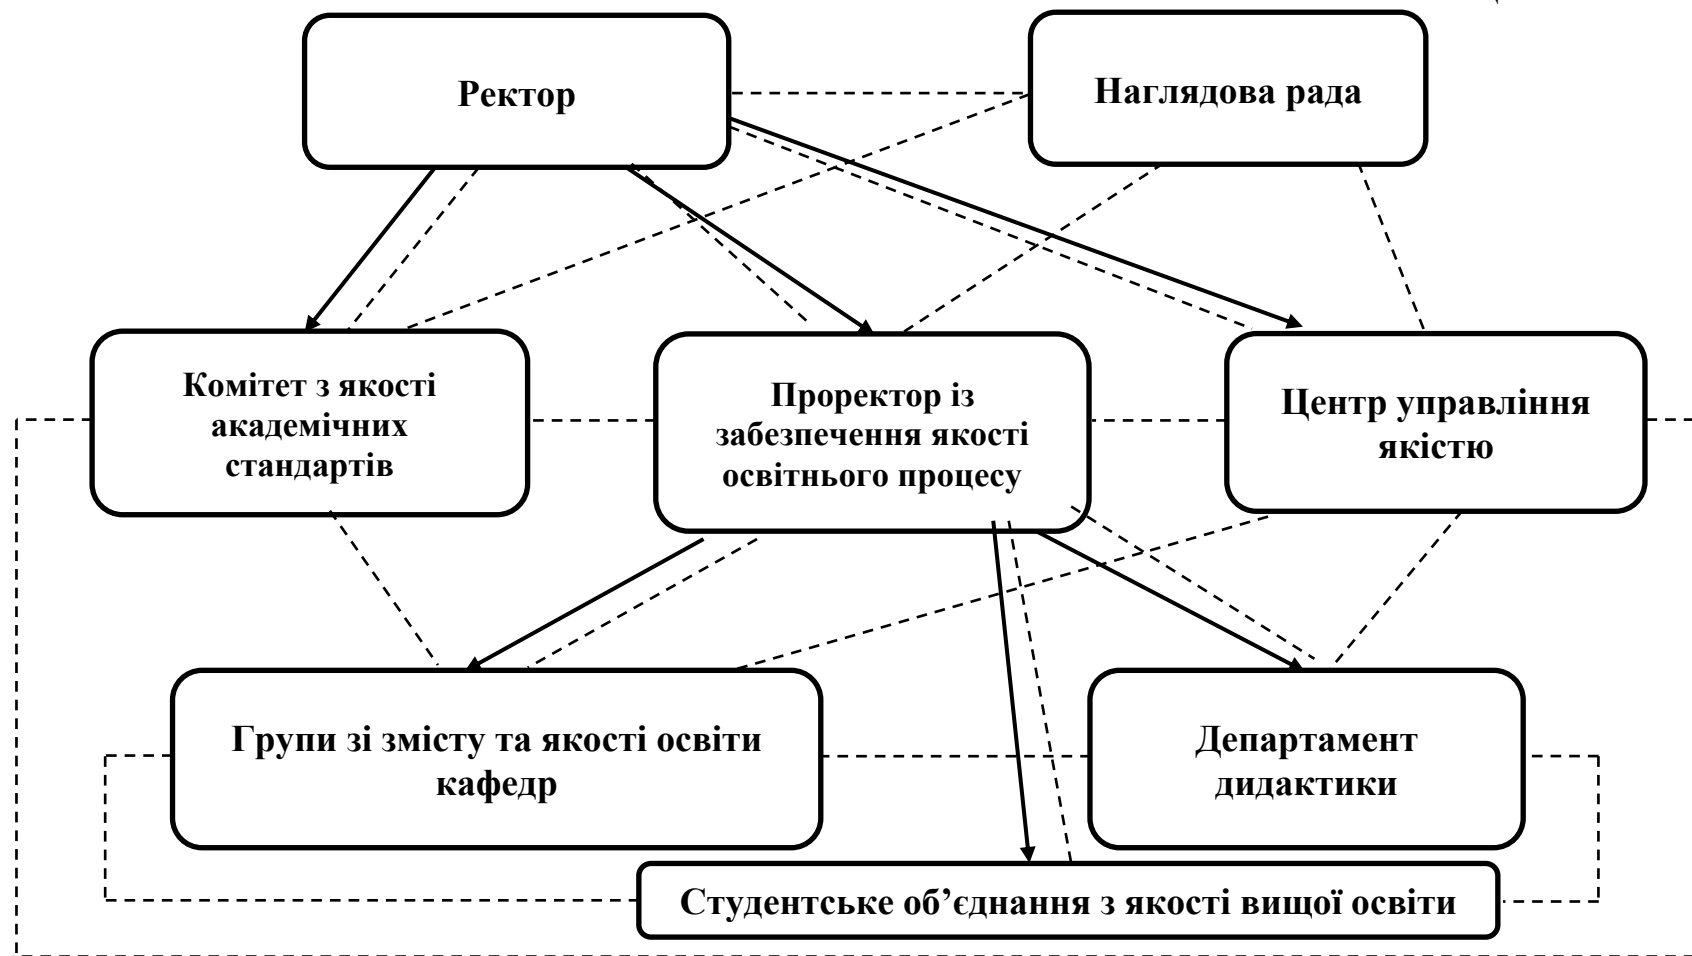 Ректор
Наглядова рада
Комітет з якості
академічних
стандартів
Проректор із
забезпечення якості
освітнього процесу
Центр управління
якістю
Групи зі змісту та якості освіти
кафедр
Департамент
дидактики
Студентське об’єднання з якості вищої освіти